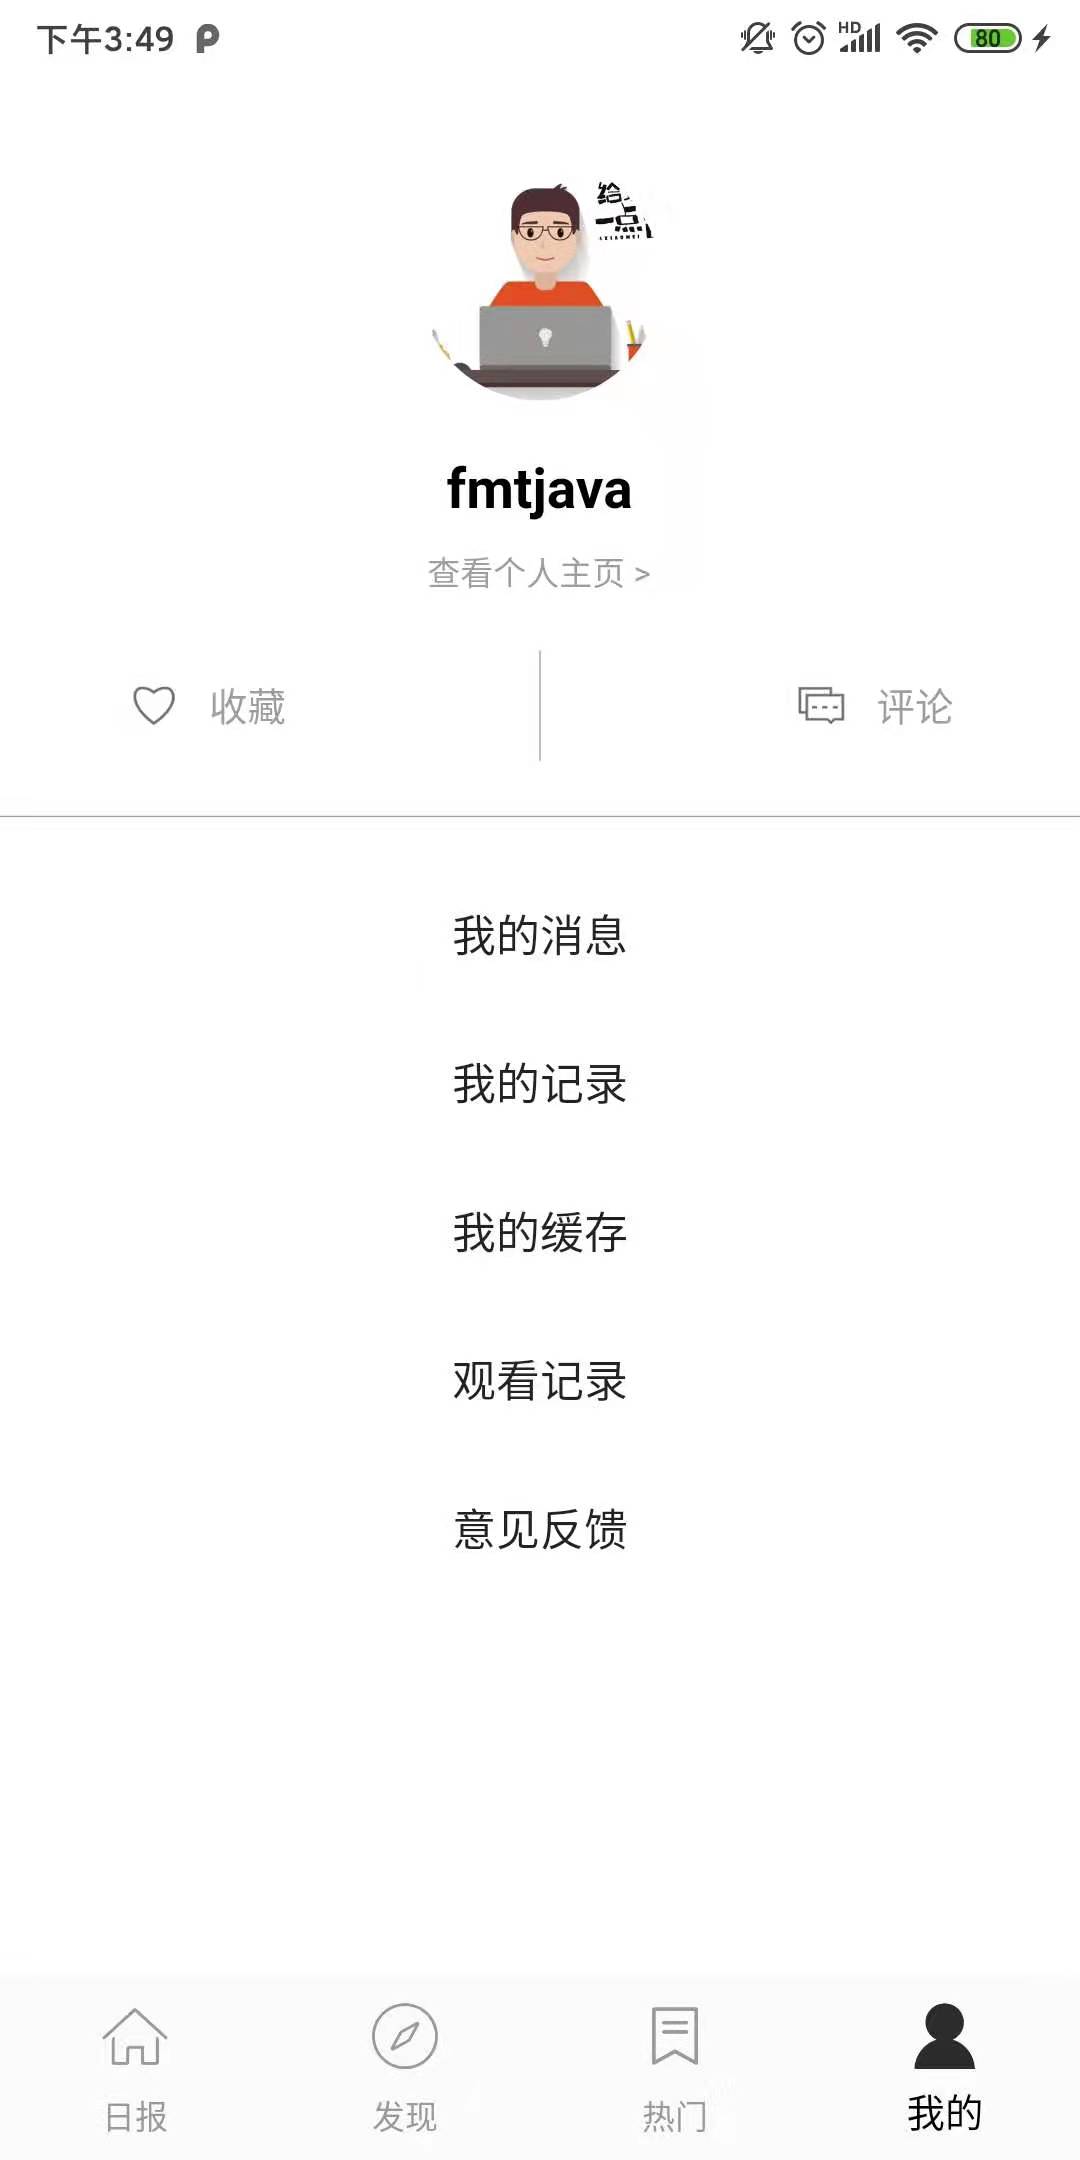 下午3:49
HD
80
给
一点
fmtjava
查看个人主页 >
收藏
评论
我的消息
我的记录
我的缓存
观看记录
意见反馈
日报
发现
热门
我的